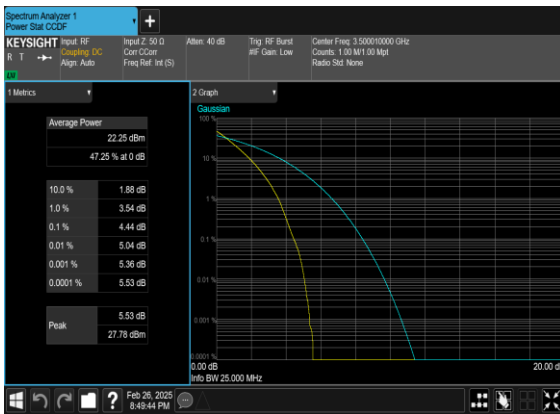 Spectrum Analyzer 1
Power Stat CCDF
KEYSIGHT
R T
LV
Input: RF
Coupling: DC
Align: Auto
Input Z: 50 Ω
Corr CCorr
Freq Ref: Int (S)
Atten: 40 dB
Trig: RF Burst
#IF Gain: Low
Center Freq: 3.500010000 GHz
Counts: 1.00 M/1.00 Mpt
Radio Std: None
1 Metrics
Average Power
22.25 dBm
47.25 % at 0 dB
10.0 % 1.88 dB
1.0 % 3.54 dB
0.1 % 4.44 dB
0.01 % 5.04 dB
0.001 % 5.36 dB
0.0001 % 5.53 dB
Peak
5.53 dB
27.78 dBm
2 Graph
Gaussian
100 %
10 %
1 %
0.1 %
0.01 %
0.001 %
0.0001 %
0.00 dB
20.00 d
Info BW 25.000 MHz
?
Feb 26, 2025
8:49:44 PM